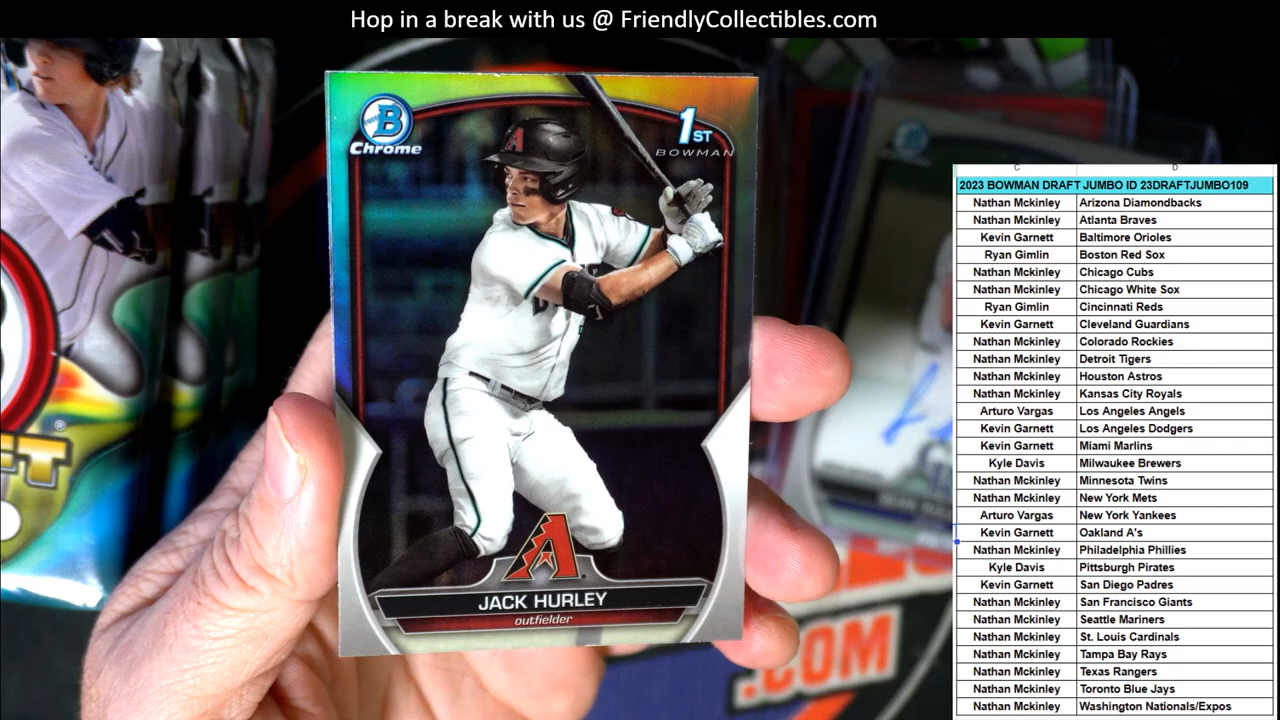 Hop in a break with us @ FriendlyCollectibles.com
B
Chrome
1ST
BOWMAN
A
JACK HURLEY
outfielder
®
.COM
C D
2023 BOWMAN DRAFT JUMBO ID 23DRAFTJUMBO109
Nathan Mckinley Arizona Diamondbacks
Nathan Mckinley Atlanta Braves
Kevin Garnett Baltimore Orioles
Ryan Gimlin Boston Red Sox
Nathan Mckinley Chicago Cubs
Nathan Mckinley Chicago White Sox
Ryan Gimlin Cincinnati Reds
Kevin Garnett Cleveland Guardians
Nathan Mckinley Colorado Rockies
Nathan Mckinley Detroit Tigers
Nathan Mckinley Houston Astros
Nathan Mckinley Kansas City Royals
Arturo Vargas Los Angeles Angels
Kevin Garnett Los Angeles Dodgers
Kevin Garnett Miami Marlins
Kyle Davis Milwaukee Brewers
Nathan Mckinley Minnesota Twins
Nathan Mckinley New York Mets
Arturo Vargas New York Yankees
Kevin Garnett Oakland A's
Nathan Mckinley Philadelphia Phillies
Kyle Davis Pittsburgh Pirates
Kevin Garnett San Diego Padres
Nathan Mckinley San Francisco Giants
Nathan Mckinley Seattle Mariners
Nathan Mckinley St. Louis Cardinals
Nathan Mckinley Tampa Bay Rays
Nathan Mckinley Texas Rangers
Nathan Mckinley Toronto Blue Jays
Nathan Mckinley Washington Nationals/Expos